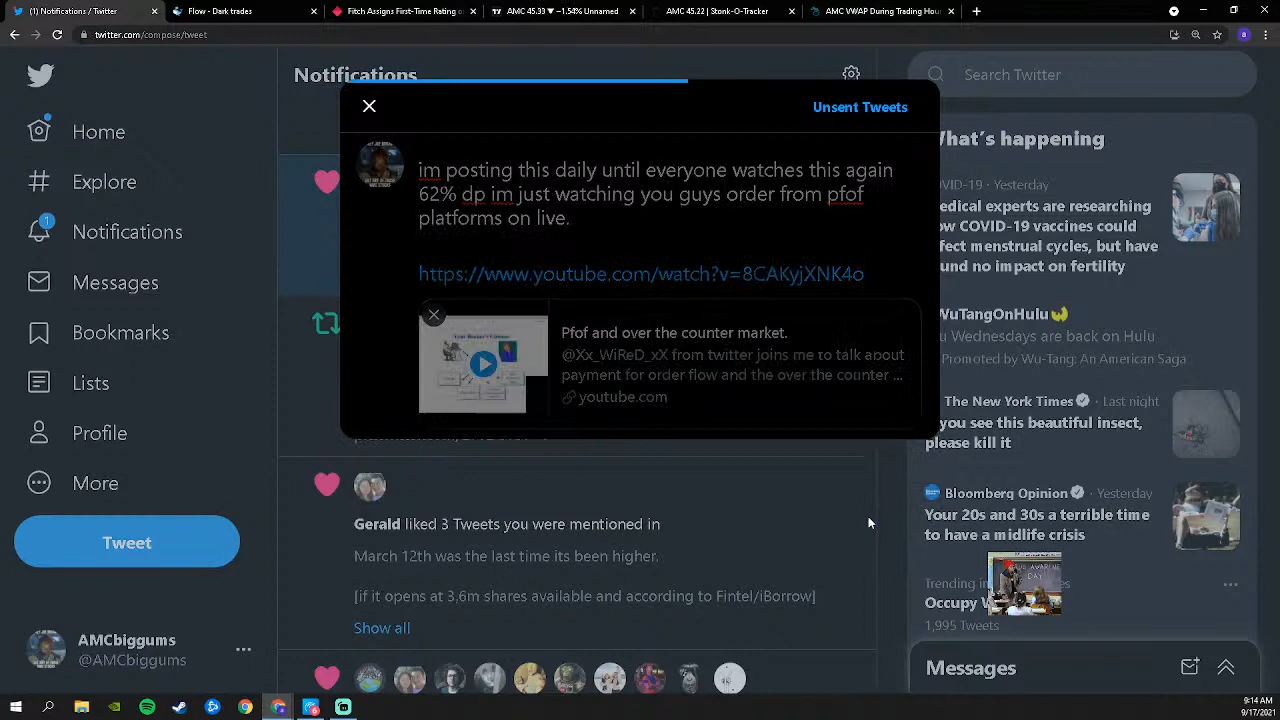 Notifications / Twitter
Flow - Dark trades
Fitch Assigns First-Time Rating o
AMC 45.33 ▼ −1.54% Unnamed
AMC 45.22 | Stonk-O-Tracker
AMC VWAP During Trading Hou
twitter.com/compose/tweet
Home
Explore
1
Notifications
Messages
Bookmarks
Lists
Profile
More
Tweet
AMCbiggums
@AMCbiggums
Notifications
Unsent Tweets
im posting this daily until everyone watches this again
62% dp im just watching you guys order from pfof
platforms on live.
https://www.youtube.com/watch?v=8CAKyjXNK4o
Pfof and over the counter market.
@Xx_WiReD_xX from twitter joins me to talk about
payment for order flow and the over the counter ...
youtube.com
Gerald liked 3 Tweets you were mentioned in
March 12th was the last time its been higher.
[if it opens at 3,6m shares available and according to Fintel/iBorrow]
Show all
Search Twitter
What's happening
VID-19 · Yesterday
edical experts are researching
ow COVID-19 vaccines could
fect menstrual cycles, but have
und no impact on fertility
WuTangOnHulu
w Wednesdays are back on Hulu
Promoted by Wu-Tang: An American Saga
The New York Times · Last night
you see this beautiful insect,
please kill it
Bloomberg Opinion · Yesterday
Your 20s and 30s a terrible time
to have a midlife crisis
Trending in
es
Occupy W
1,995 Tweets
Messages
9:14 AM
9/17/2021